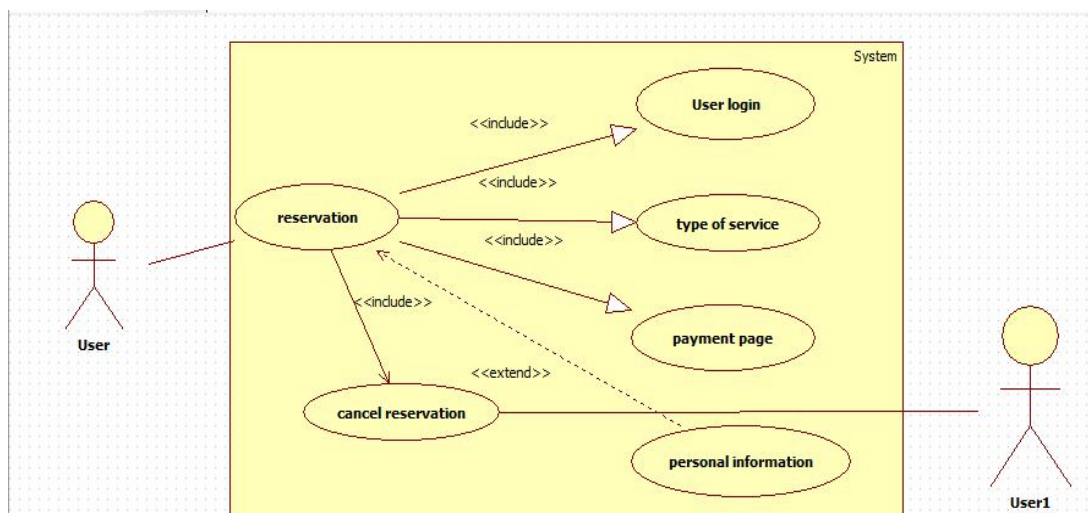 System
User login
<<include>>
<<include>>
reservation
type of service
<<include>>
<<include>>
User
payment page
<<extend>>
cancel reservation
personal information
User1